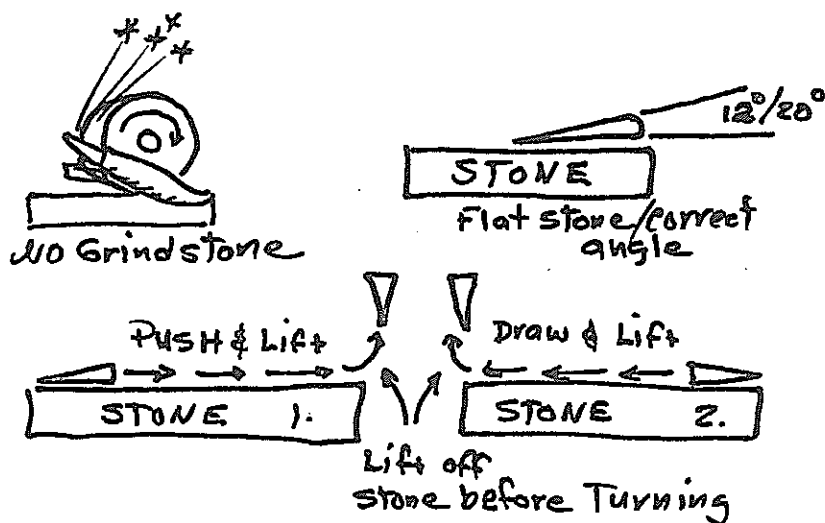 NO Grindstone
12°/20°
STONE
Flat stone/correct
angle
PUSH & Lift
Draw & Lift
STONE 1.
STONE 2.
Lift off
stone before Turning